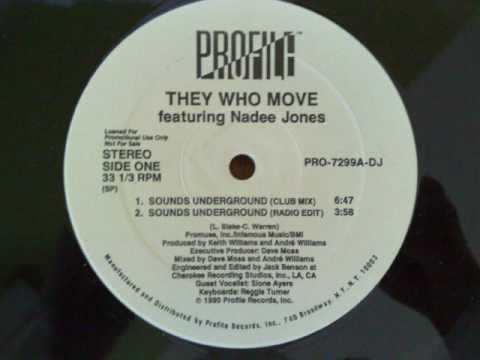 PROFILE
THEY WHO MOVE
featuring Nadee Jones
Loaned For
Promotional Use Only
Not For Sale
STEREO
SIDE ONE
33 1/3 RPM
(SP)
PRO-7299A-DJ
1. SOUNDS UNDERGROUND (CLUB MIX) 6:47
2. SOUNDS UNDERGROUND (RADIO EDIT) 3:58
(L. Blake-C. Warren)
Promuse, Inc./Infamous Music/BMI
Produced by Keith Williams and André Williams
Executive Producer: Dave Moss
Mixed by Dave Moss and André Williams
Engineered and Edited by Jack Benson at
Cherokee Recording Studios, Inc., LA, CA
Guest Vocalist: Sione Ayers
Keyboards: Reggie Turner
© 1990 Profile Records, Inc.
Manufactured and Distributed by Profile Records, Inc., 740 Broadway, N.Y., N.Y. 10003